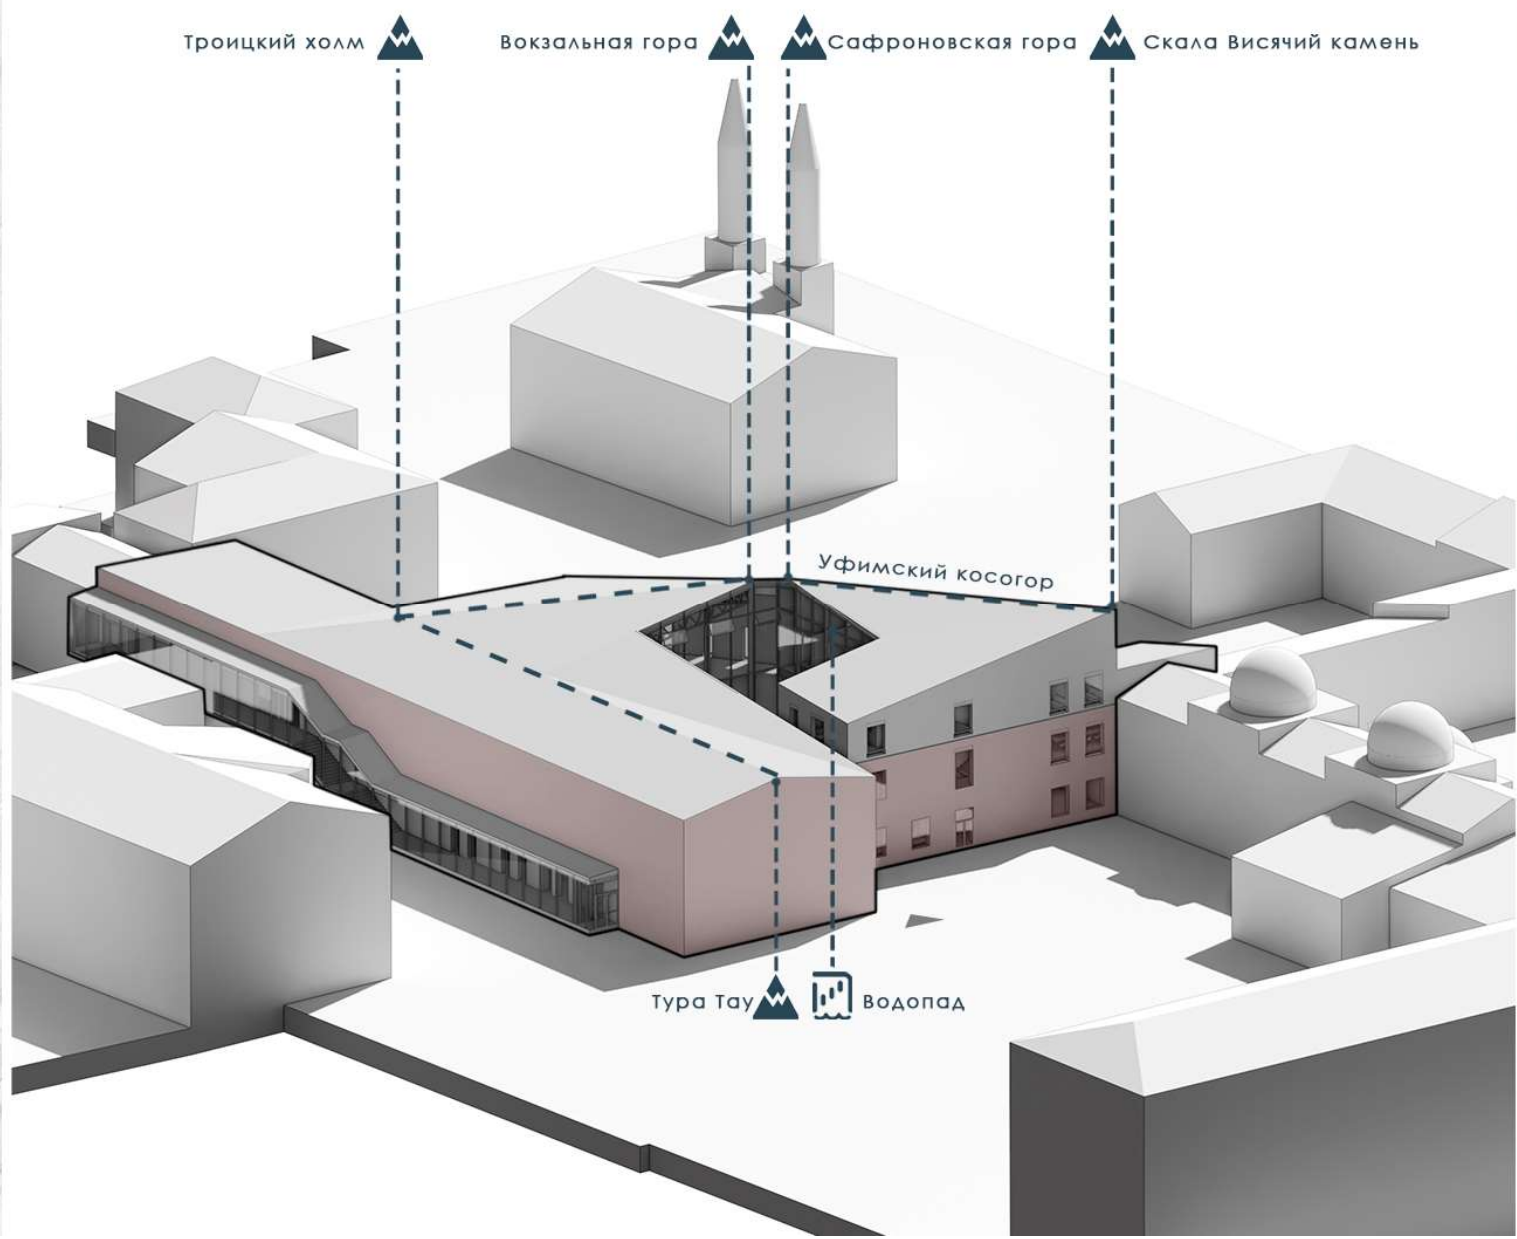 Троицкий холм
Вокзальная гора
Сафроновская гора
Скала Висячий камень
Уфимский косогор
Тура Тау
Водопад